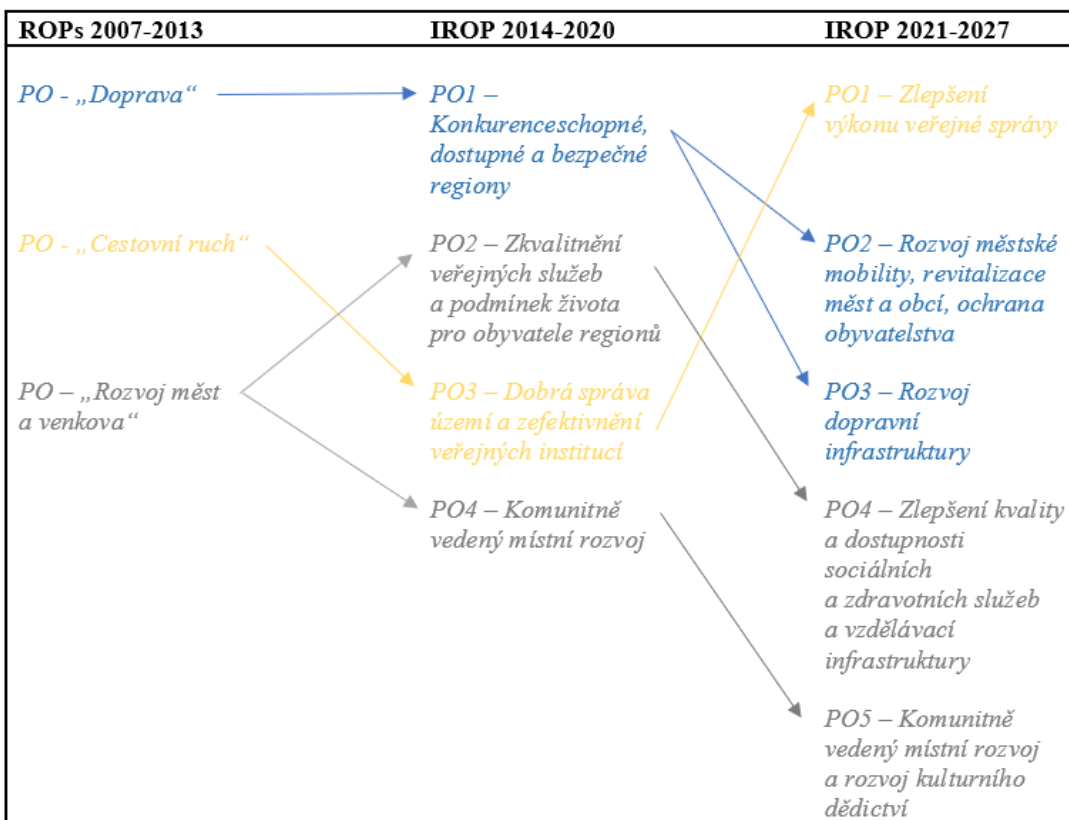 ROPs 2007-2013
IROP 2014-2020
IROP 2021-2027
PO - „Doprava“
PO - „Cestovní ruch“
PO – „Rozvoj měst
a venkova“
PO1 –
Konkurenceschopné,
dostupné a bezpečné
regiony
PO2 – Zkvalitnění
veřejných služeb
a podmínek života
pro obyvatele regionů
PO3 – Dobrá správa
území a zefektivnění
veřejných institucí
PO4 – Komunitně
vedený místní rozvoj
PO1 – Zlepšení
výkonu veřejné správy
PO2 – Rozvoj městské
mobility, revitalizace
měst a obcí, ochrana
obyvatelstva
PO3 – Rozvoj
dopravní
infrastruktury
PO4 – Zlepšení kvality
a dostupnosti
sociálních
a zdravotních služeb
a vzdělávací
infrastruktury
PO5 – Komunitně
vedený místní rozvoj
a rozvoj kulturního
dědictví